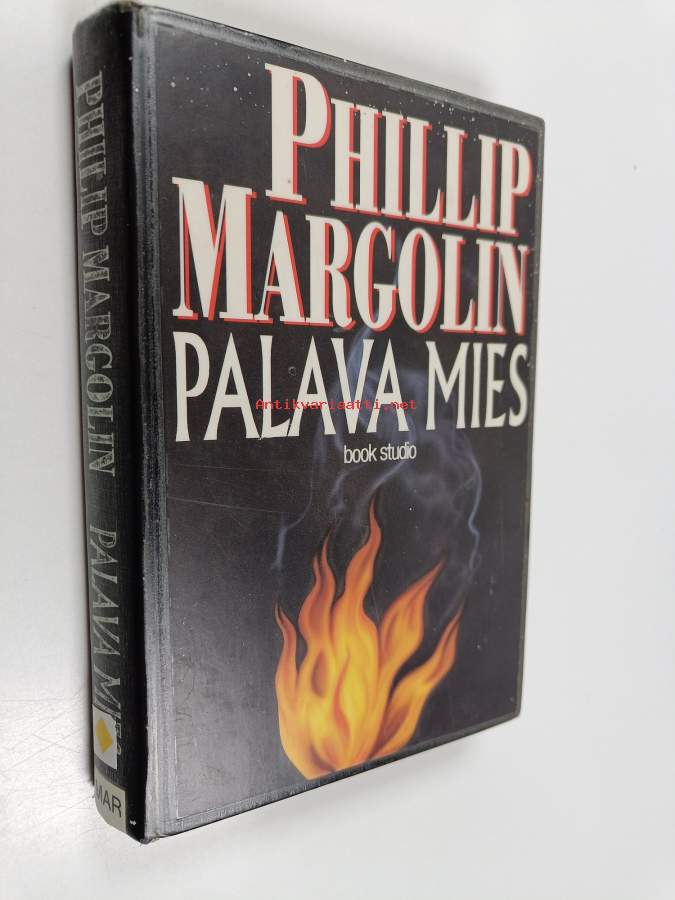 PHILLIP
MARGOLIN
PALAVA MIES
Antikvariaatti.net
book studio
PHILLIP MARGOLIN PALAVA MIES
MAR